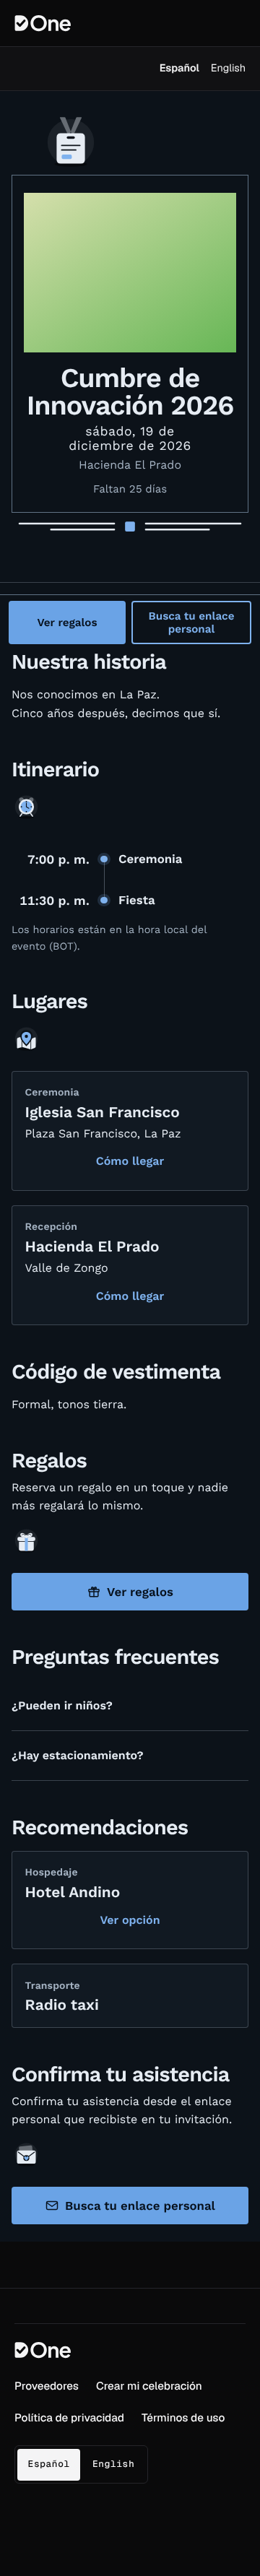 One
Español English
Cumbre de
Innovación 2026
sábado, 19 de
diciembre de 2026
Hacienda El Prado
Faltan 25 días
Ver regalos
Busca tu enlace
personal
Nuestra historia
Nos conocimos en La Paz.
Cinco años después, decimos que sí.
Itinerario
7:00 p. m. Ceremonia
11:30 p. m. Fiesta
Los horarios están en la hora local del
evento (BOT).
Lugares
Ceremonia
Iglesia San Francisco
Plaza San Francisco, La Paz
Cómo llegar
Recepción
Hacienda El Prado
Valle de Zongo
Cómo llegar
Código de vestimenta
Formal, tonos tierra.
Regalos
Reserva un regalo en un toque y nadie
más regalará lo mismo.
Ver regalos
Preguntas frecuentes
¿Pueden ir niños?
¿Hay estacionamiento?
Recomendaciones
Hospedaje
Hotel Andino
Ver opción
Transporte
Radio taxi
Confirma tu asistencia
Confirma tu asistencia desde el enlace
personal que recibiste en tu invitación.
Busca tu enlace personal
One
Proveedores Crear mi celebración
Política de privacidad Términos de uso
Español English